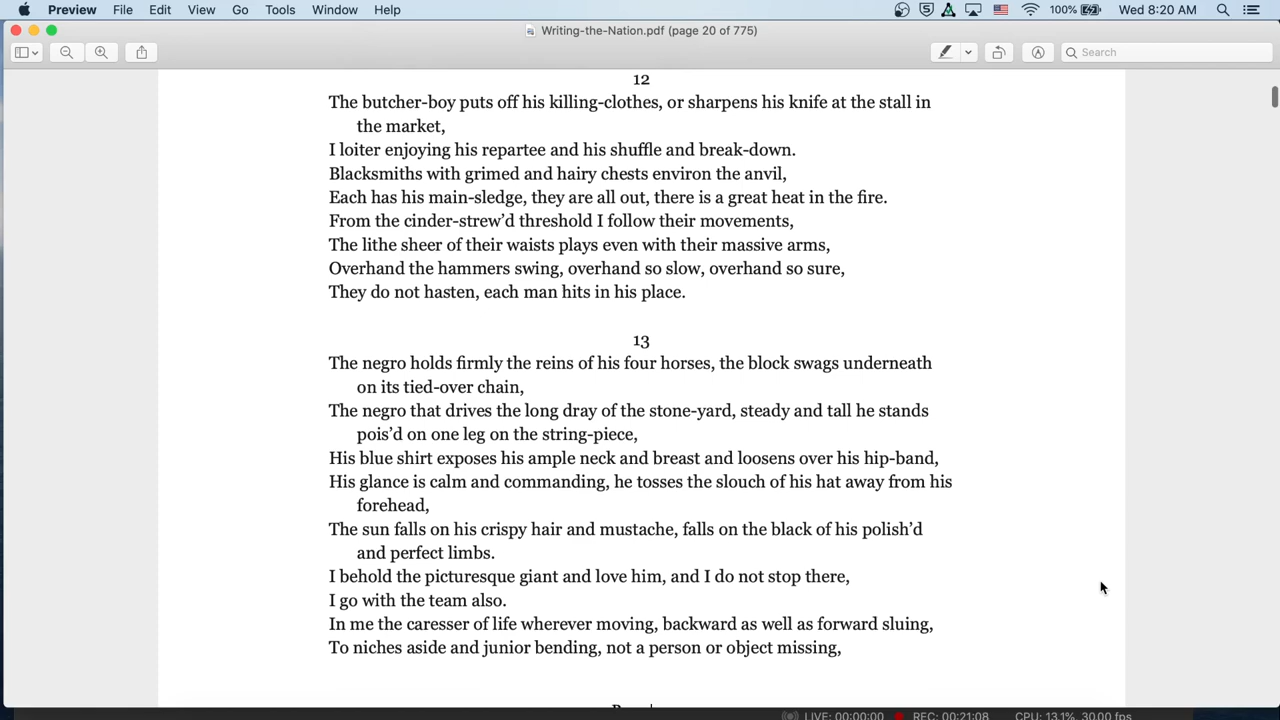 Preview File Edit View Go Tools Window Help 100% Wed 8:20 AM
Writing-the-Nation.pdf (page 20 of 775)
Search
12
The butcher-boy puts off his killing-clothes, or sharpens his knife at the stall in
the market,
I loiter enjoying his repartee and his shuffle and break-down.
Blacksmiths with grimed and hairy chests environ the anvil,
Each has his main-sledge, they are all out, there is a great heat in the fire.
From the cinder-strew’d threshold I follow their movements,
The lithe sheer of their waists plays even with their massive arms,
Overhand the hammers swing, overhand so slow, overhand so sure,
They do not hasten, each man hits in his place.
13
The negro holds firmly the reins of his four horses, the block swags underneath
on its tied-over chain,
The negro that drives the long dray of the stone-yard, steady and tall he stands
pois’d on one leg on the string-piece,
His blue shirt exposes his ample neck and breast and loosens over his hip-band,
His glance is calm and commanding, he tosses the slouch of his hat away from his
forehead,
The sun falls on his crispy hair and mustache, falls on the black of his polish’d
and perfect limbs.
I behold the picturesque giant and love him, and I do not stop there,
I go with the team also.
In me the caresser of life wherever moving, backward as well as forward sluing,
To niches aside and junior bending, not a person or object missing,
LIVE: 00:00:00 REC: 00:21:08 CPU: 13.1%, 30.00 fps